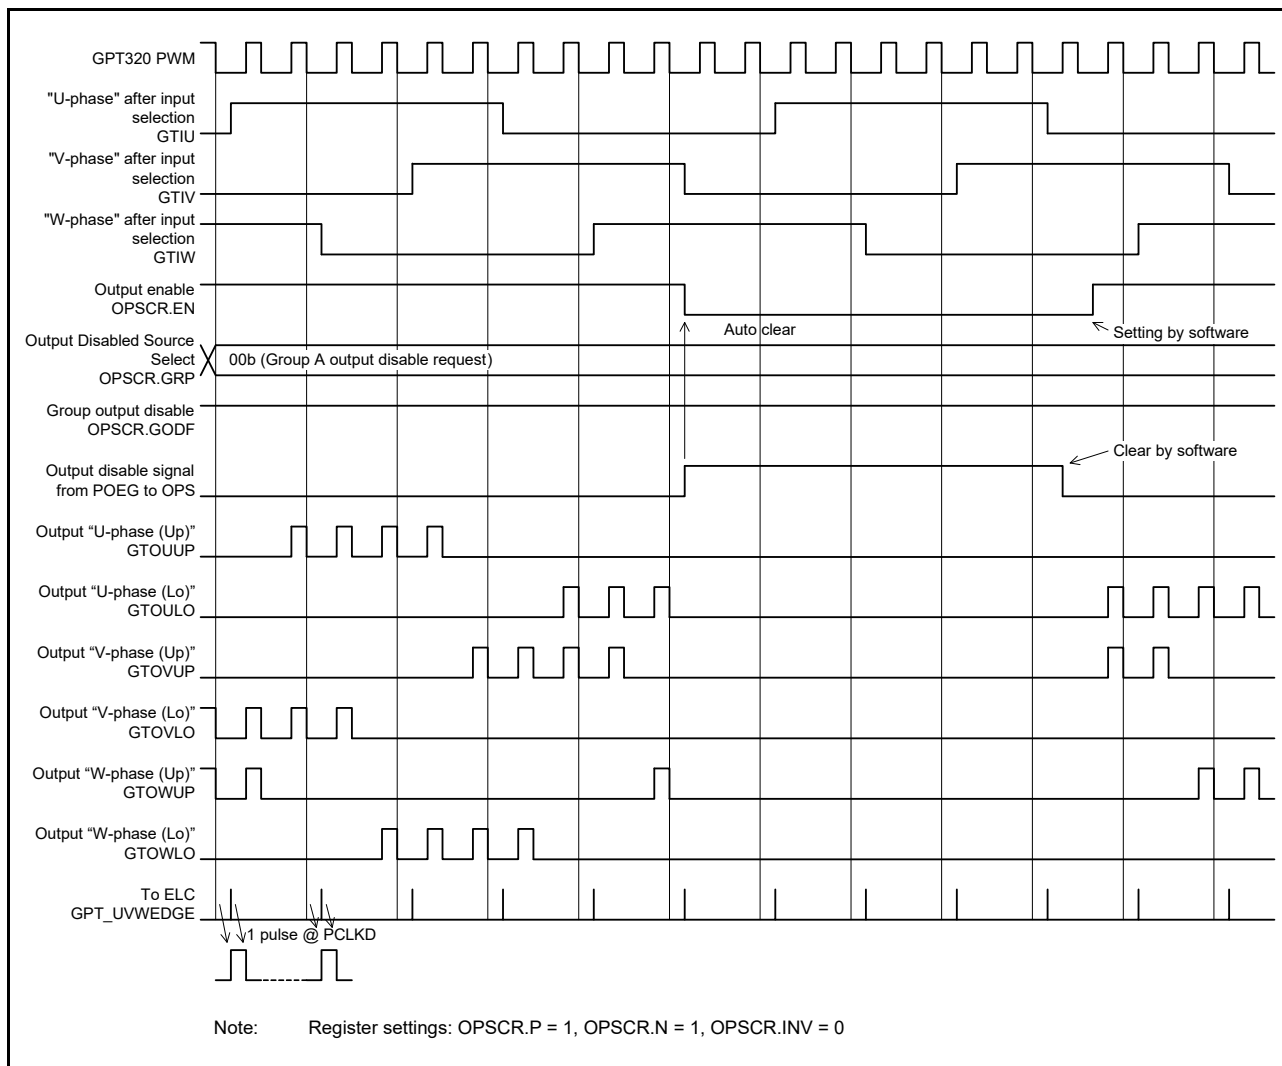 GPT320 PWM
"U-phase" after input
selection
GTIU
"V-phase" after input
selection
GTIV
"W-phase" after input
selection
GTIW
Output enable
OPSCR.EN
Auto clear
Setting by software
Output Disabled Source
Select
OPSCR.GRP
00b (Group A output disable request)
Group output disable
OPSCR.GODF
Clear by software
Output disable signal
from POEG to OPS
Output “U-phase (Up)”
GTOUUP
Output “U-phase (Lo)”
GTOULO
Output “V-phase (Up)”
GTOVUP
Output “V-phase (Lo)”
GTOVLO
Output “W-phase (Up)”
GTOWUP
Output “W-phase (Lo)”
GTOWLO
To ELC
GPT_UVWEDGE
1 pulse @ PCLKD
Note: Register settings: OPSCR.P = 1, OPSCR.N = 1, OPSCR.INV = 0